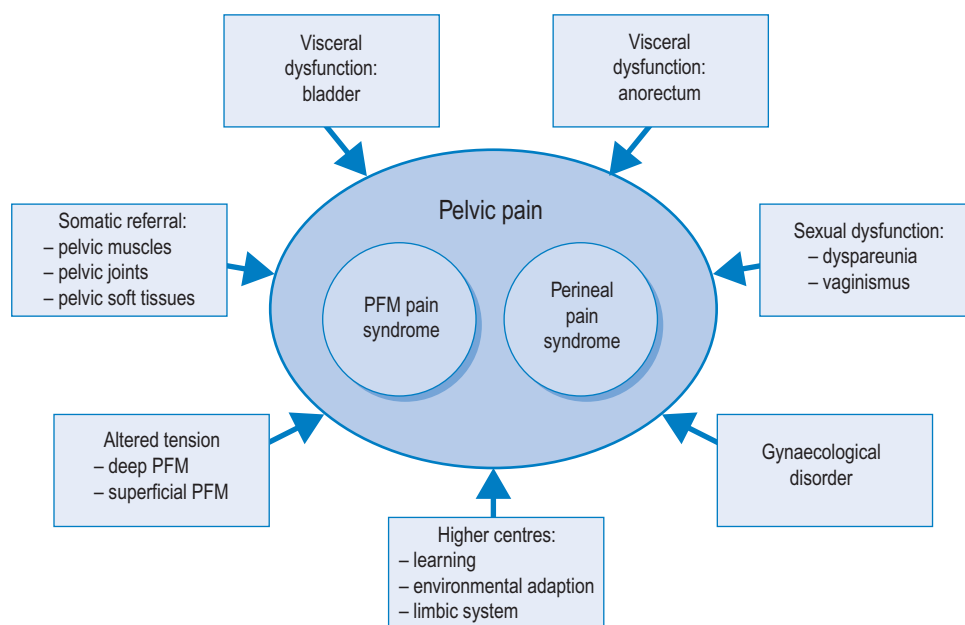 Visceral
dysfunction:
bladder
Visceral
dysfunction:
anorectum
Somatic referral:
– pelvic muscles
– pelvic joints
– pelvic soft tissues
Pelvic pain
PFM pain
syndrome
Perineal
pain
syndrome
Sexual dysfunction:
– dyspareunia
– vaginismus
Altered tension
– deep PFM
– superficial PFM
Higher centres:
– learning
– environmental adaption
– limbic system
Gynaecological
disorder